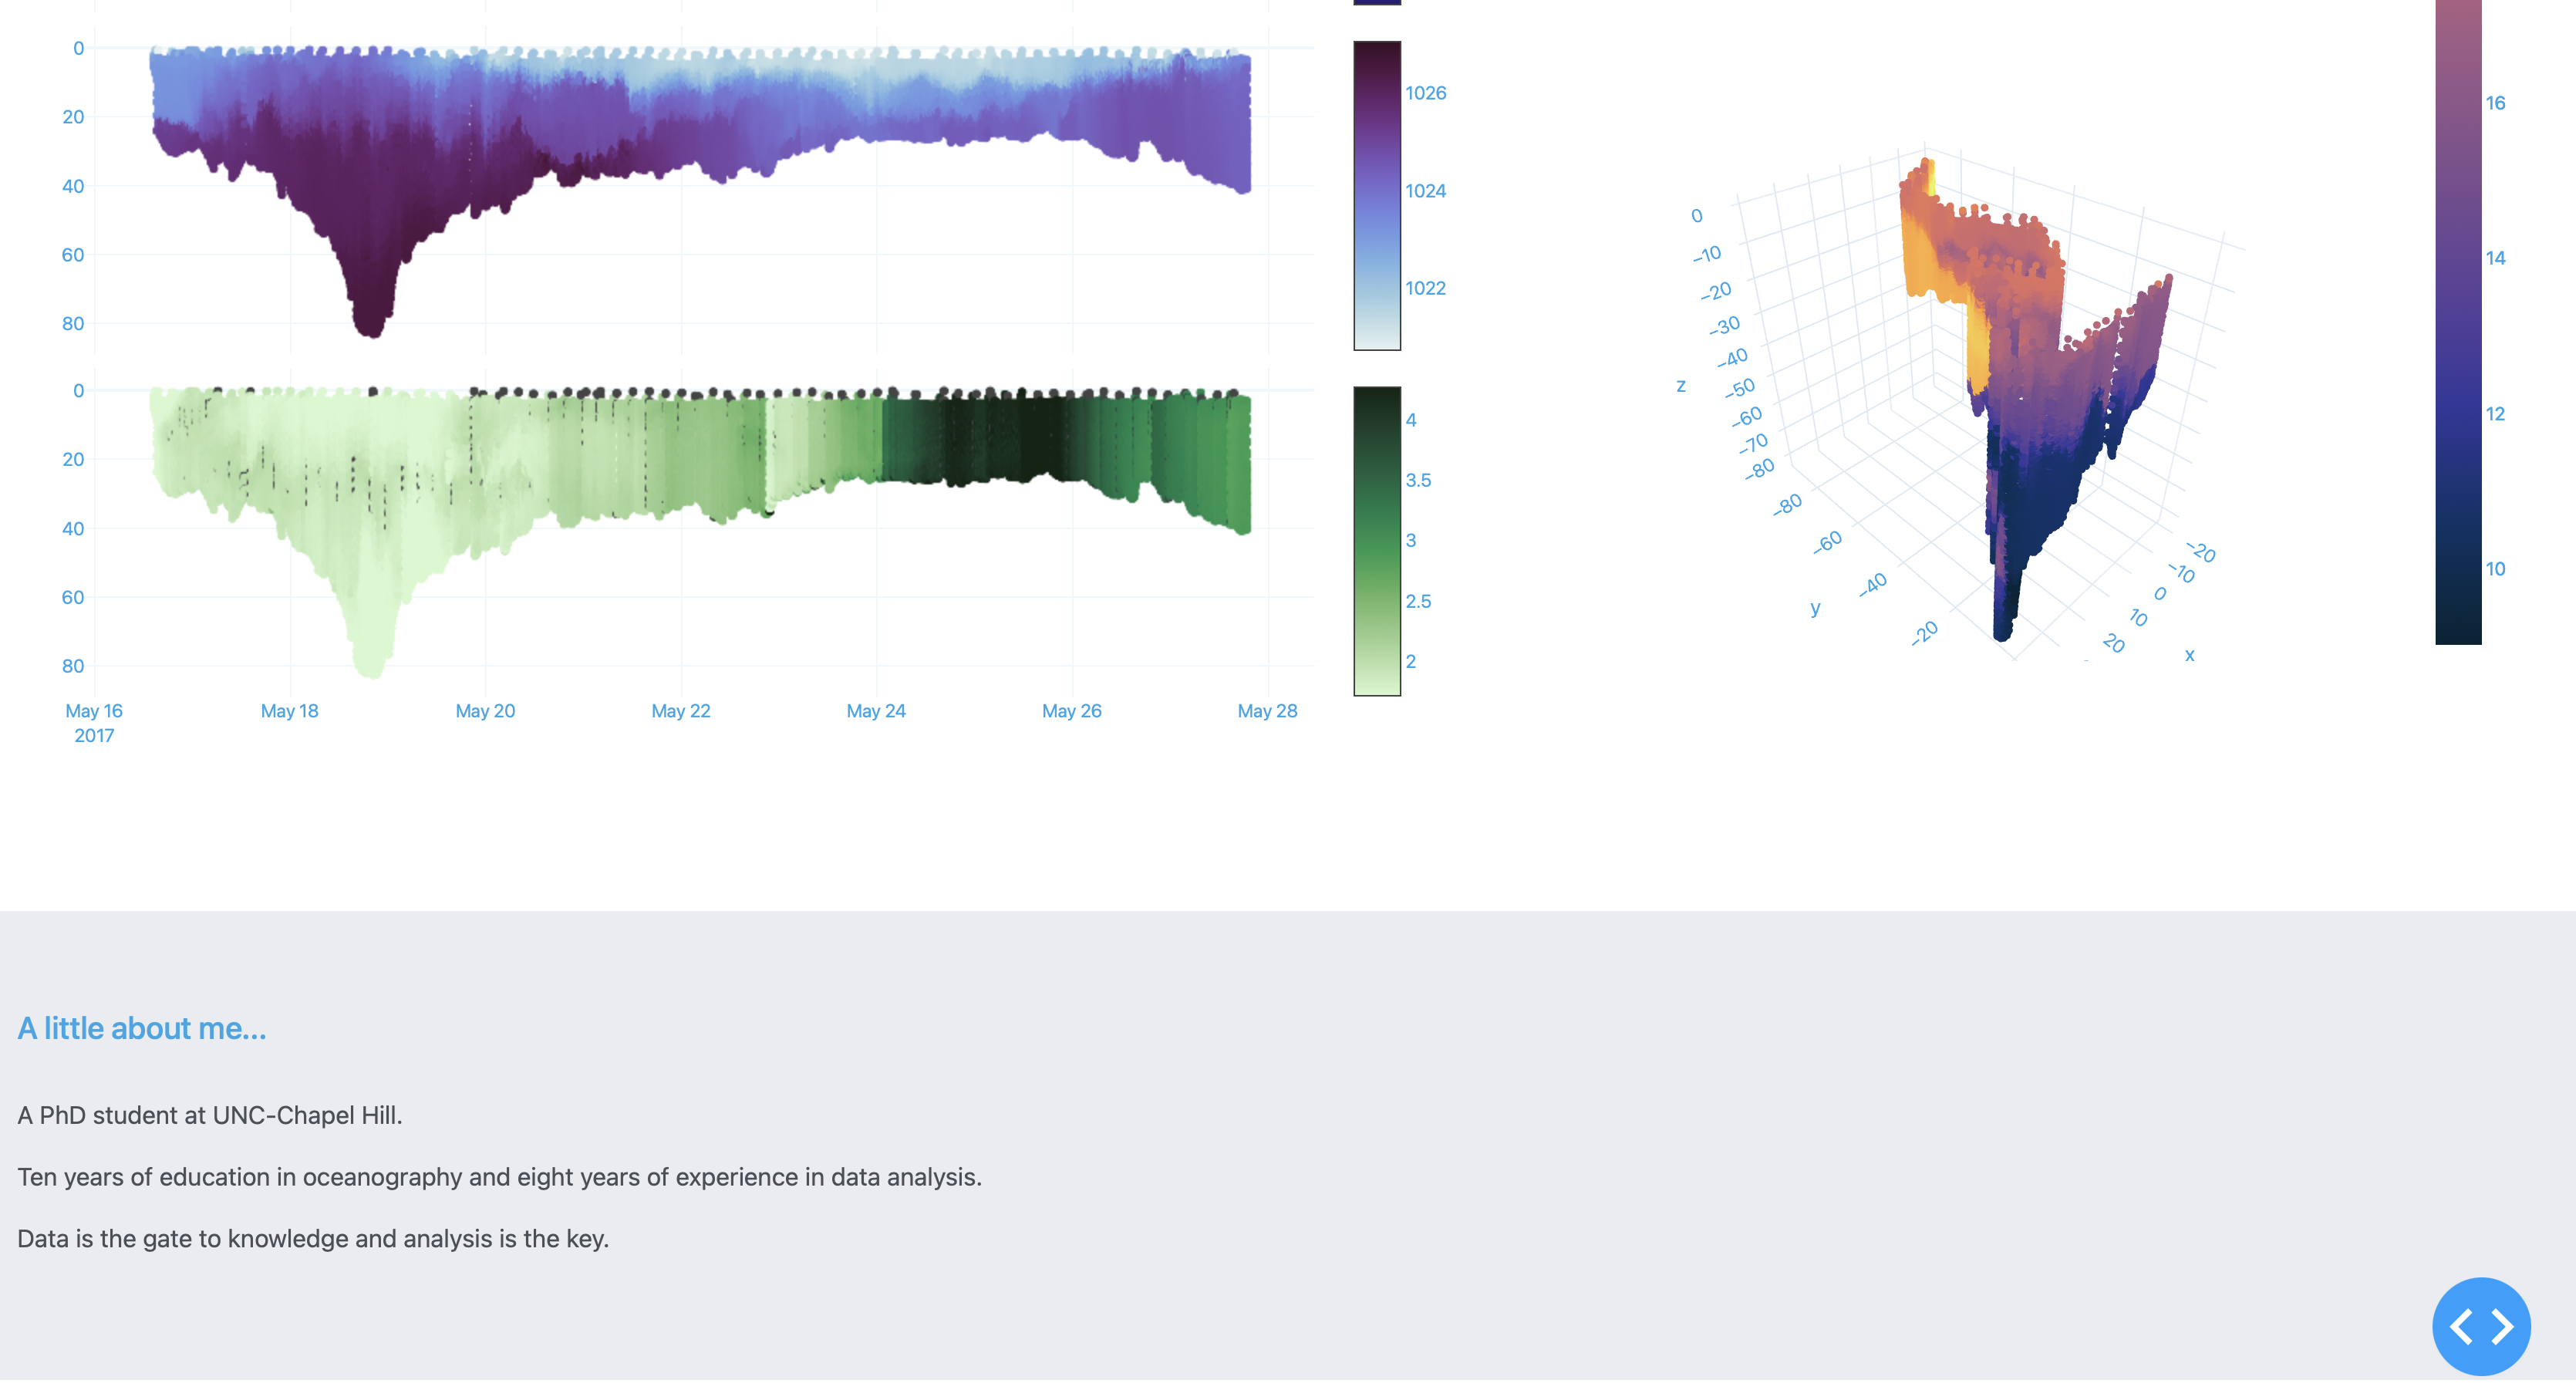 0
20
40
60
80
1026
1024
1022
0
20
40
60
80
4
3.5
3
2.5
2
May 16
2017
May 18
May 20
May 22
May 24
May 26
May 28
0
−10
−20
−30
−40
−50
−60
−70
−80
z
−80
−60
−40
−20
y
−20
−10
0
10
20
x
16
14
12
10
A little about me...
A PhD student at UNC-Chapel Hill.
Ten years of education in oceanography and eight years of experience in data analysis.
Data is the gate to knowledge and analysis is the key.